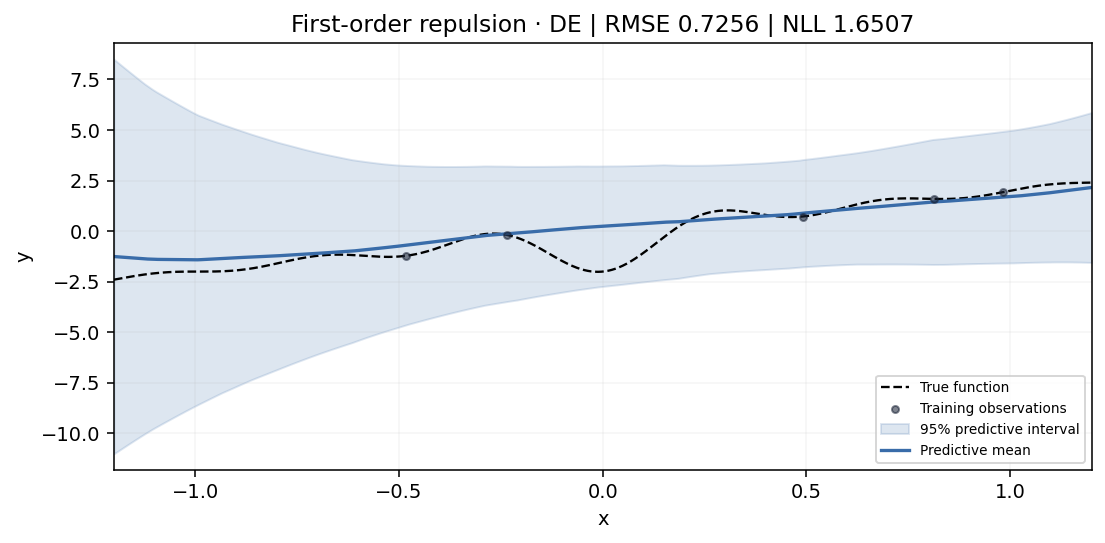 First-order repulsion · DE | RMSE 0.7256 | NLL 1.6507
y
7.5
5.0
2.5
0.0
−2.5
−5.0
−7.5
−10.0
True function
Training observations
95% predictive interval
Predictive mean
−1.0
−0.5
0.0
0.5
1.0
x